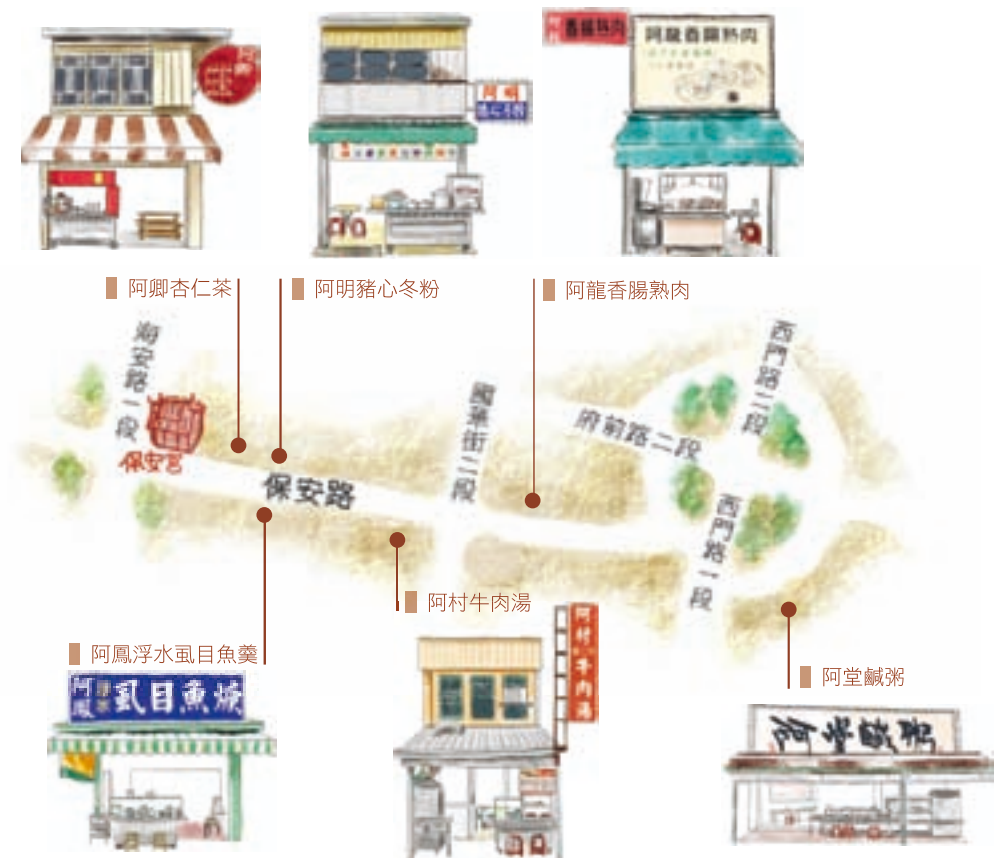 阿龍香腸熟肉
阿明
阿卿杏仁茶
阿明豬心冬粉
阿龍香腸熟肉
海安路一段
國華街二段
西門路二段
府前路二段
保安宮
保安路
西門路一段
阿村牛肉湯
阿村牛肉湯
阿鳳浮水虱目魚羹
阿堂鹹粥
阿鳳
浮水
虱目魚焿